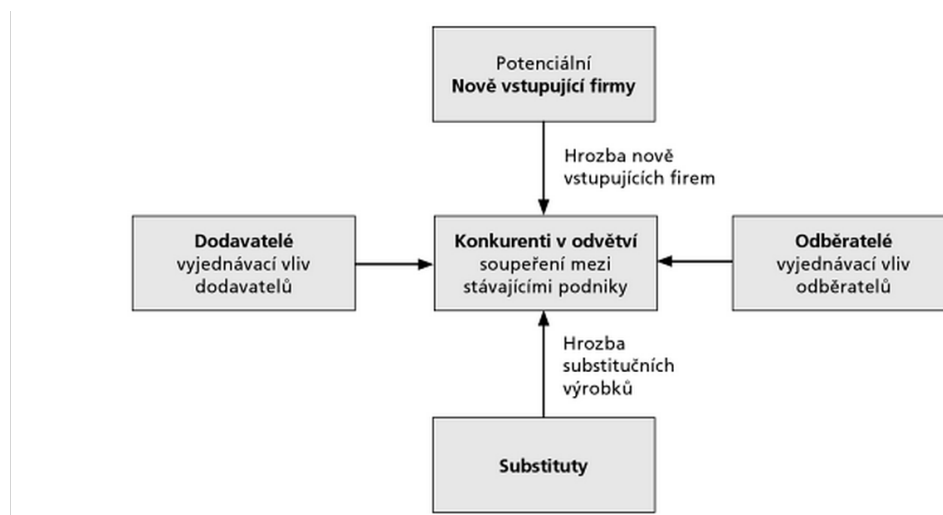 Potenciální
Nově vstupující firmy
Hrozba nově
vstupujících firem
Dodavatelé
vyjednávací vliv
dodavatelů
Konkurenti v odvětví
soupeření mezi
stávajícími podniky
Odběratelé
vyjednávací vliv
odběratelů
Hrozba
substitučních
výrobků
Substituty